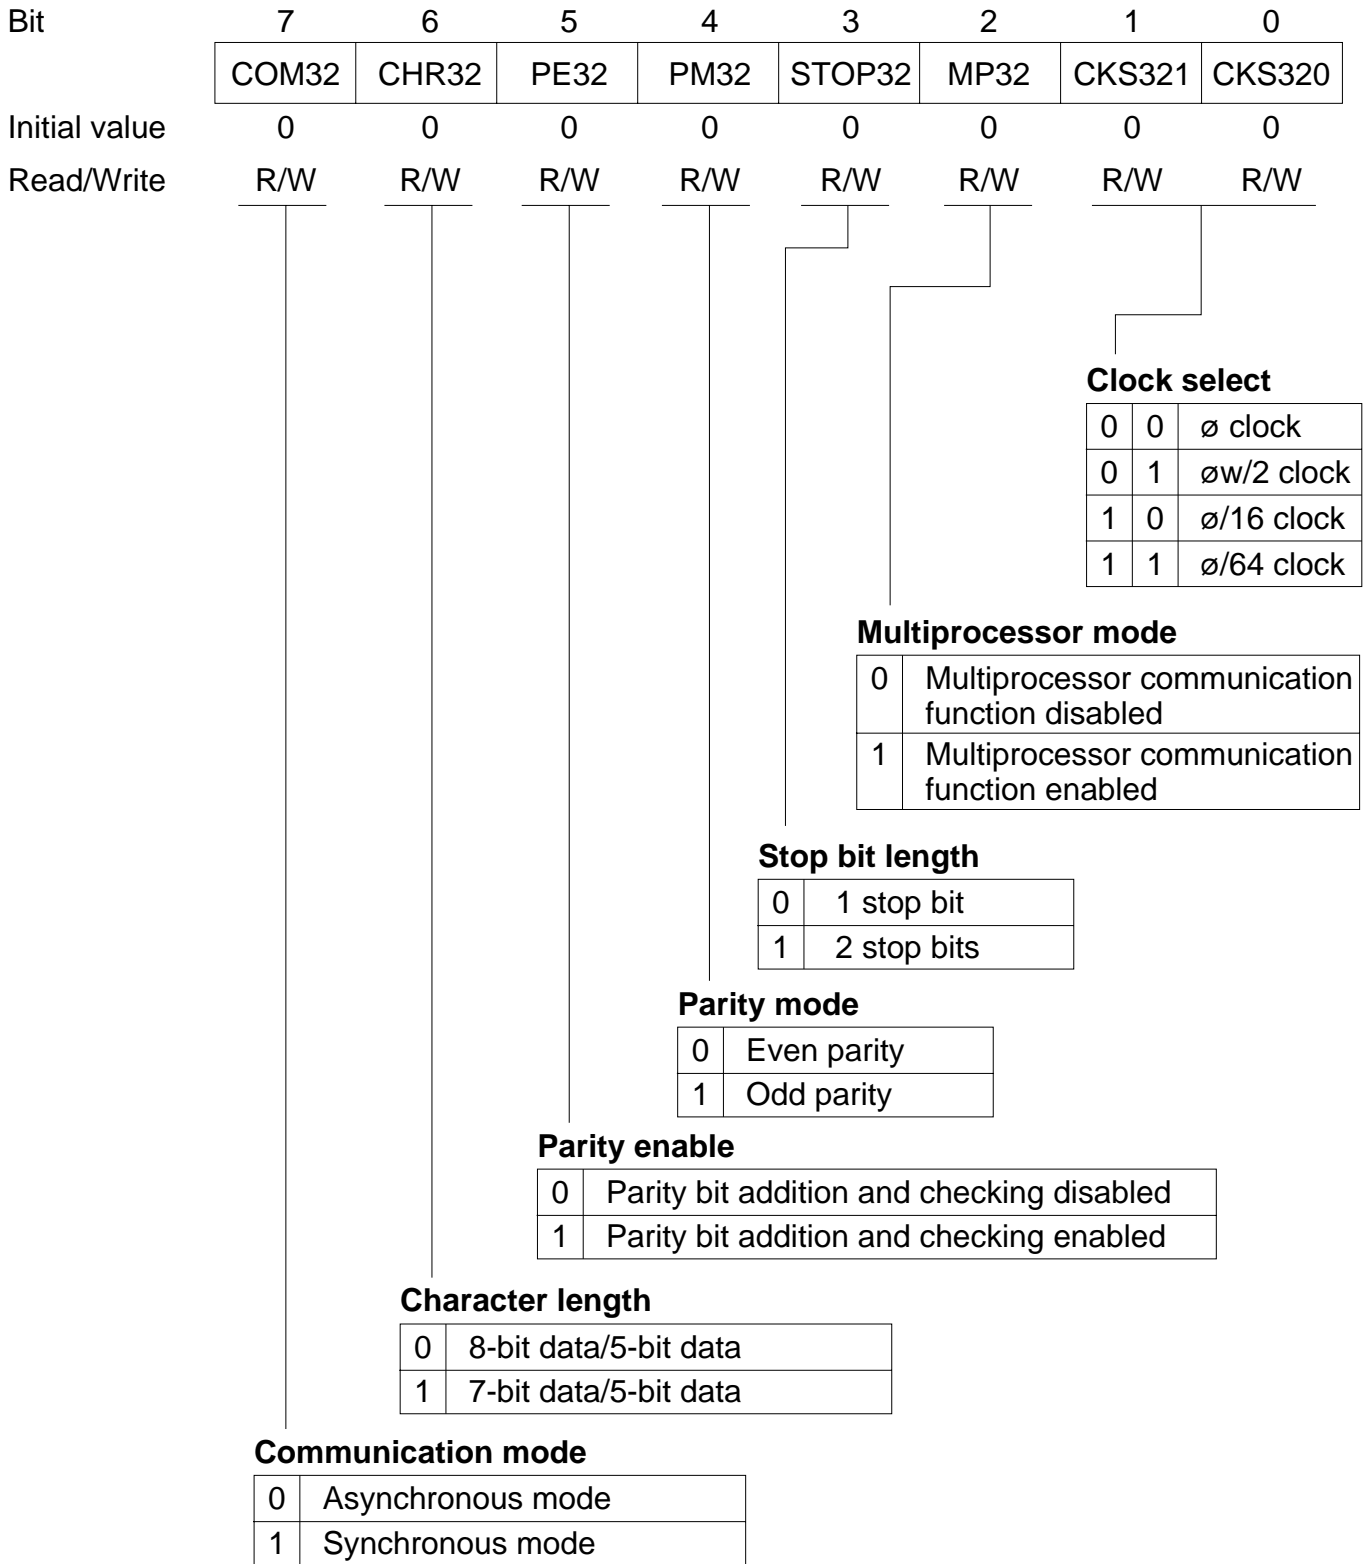 Bit 7 6 5 4 3 2 1 0
COM32 CHR32 PE32 PM32 STOP32 MP32 CKS321 CKS320
Initial value 0 0 0 0 0 0 0 0
Read/Write R/W R/W R/W R/W R/W R/W R/W R/W
Clock select
0 0 ø clock
0 1 øw/2 clock
1 0 ø/16 clock
1 1 ø/64 clock
Multiprocessor mode
0 Multiprocessor communication
function disabled
1 Multiprocessor communication
function enabled
Stop bit length
0 1 stop bit
1 2 stop bits
Parity mode
0 Even parity
1 Odd parity
Parity enable
0 Parity bit addition and checking disabled
1 Parity bit addition and checking enabled
Character length
0 8-bit data/5-bit data
1 7-bit data/5-bit data
Communication mode
0 Asynchronous mode
1 Synchronous mode